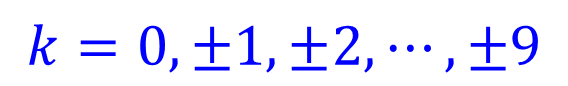 k = 0, ±1, ±2, ⋯, ±9